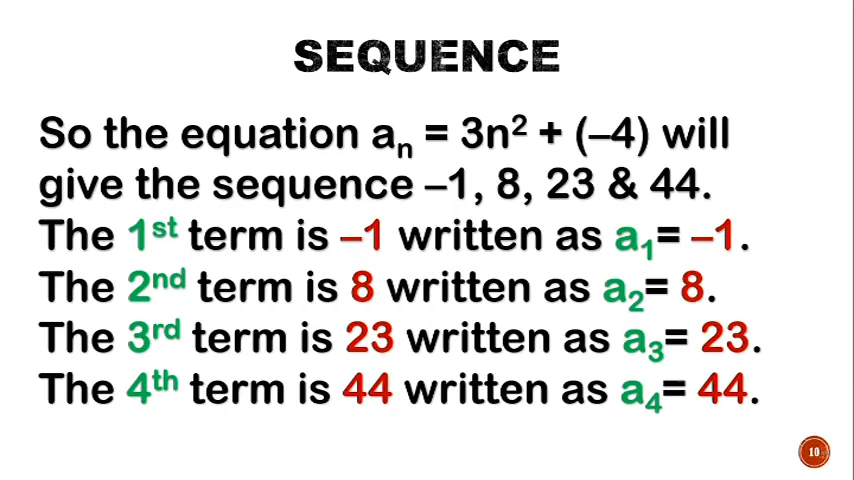 SEQUENCE
So the equation aₙ = 3n² + (–4) will
give the sequence –1, 8, 23 & 44.
The 1ˢᵗ term is –1 written as a₁= –1.
The 2ⁿᵈ term is 8 written as a₂= 8.
The 3ʳᵈ term is 23 written as a₃= 23.
The 4ᵗʰ term is 44 written as a₄= 44.
10